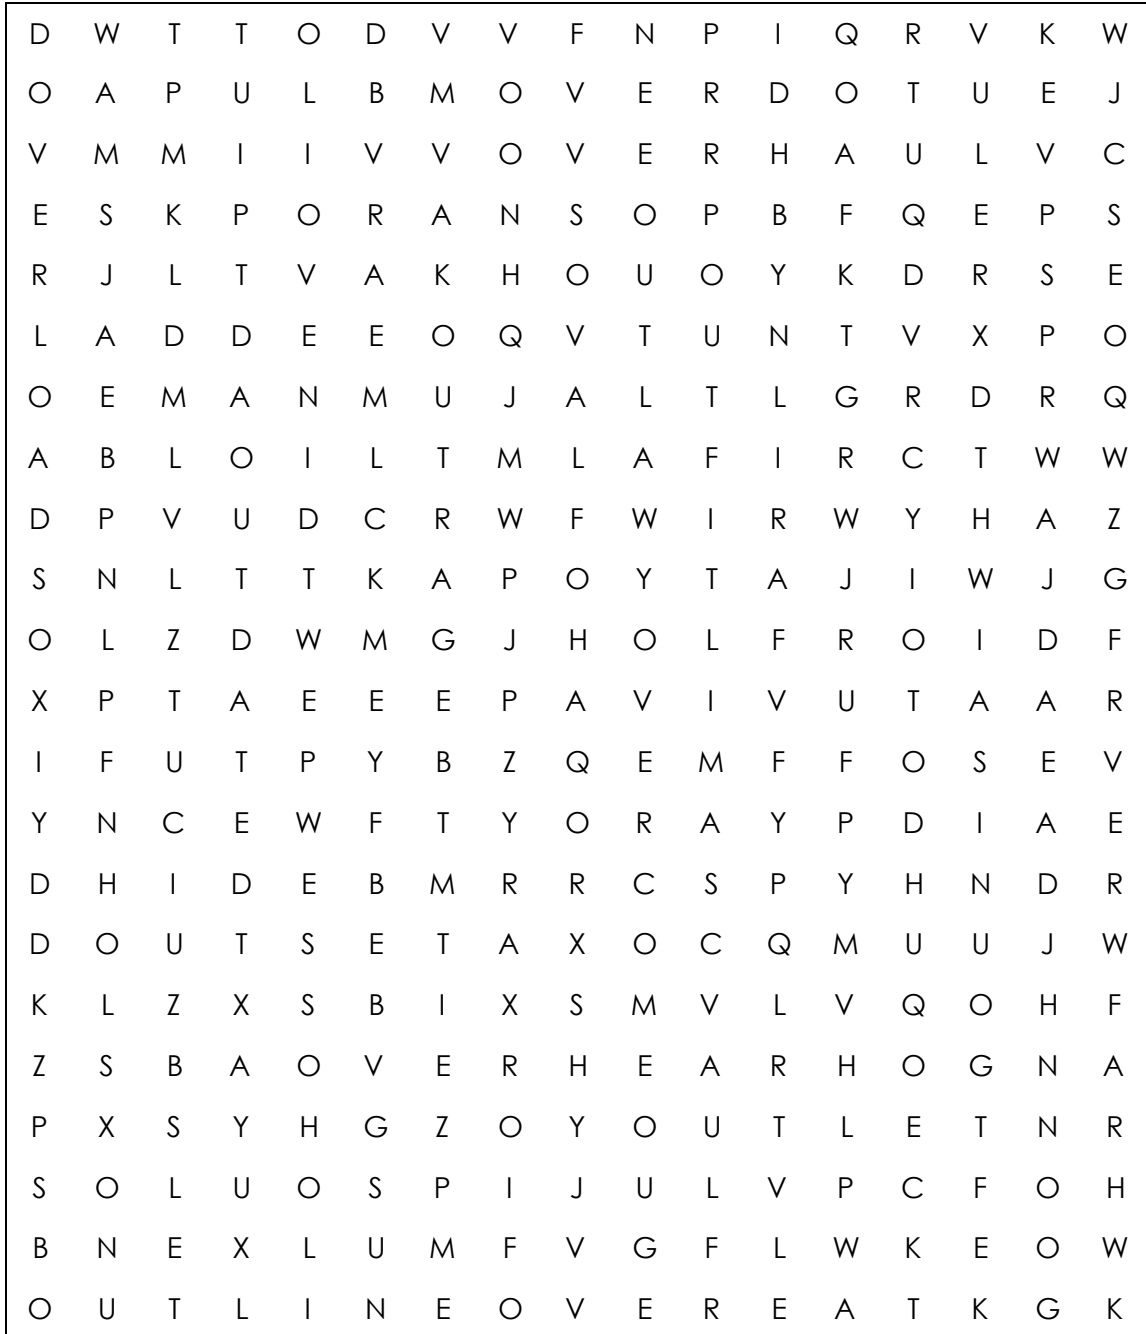 D W T T O D V V F N P I Q R V K W
O A P U L B M O V E R D O T U E J
V M M I I V V O V E R H A U L V C
E S K P O R A N S O P B F Q E P S
R J L T V A K H O U O Y K D R S E
L A D D E E O Q V T U N T V X P O
O E M A N M U J A L T L G R D R Q
A B L O I L T M L A F I R C T W W
D P V U D C R W F W I R W Y H A Z
S N L T T K A P O Y T A J I W J G
O L Z D W M G J H O L F R O I D F
X P T A E E E P A V I V U T A A R
I F U T P Y B Z Q E M F F O S E V
Y N C E W F T Y O R A Y P D I A E
D H I D E B M R R C S P Y H N D R
D O U T S E T A X O C Q M U U J W
K L Z X S B I X S M V L V Q O H F
Z S B A O V E R H E A R H O G N A
P X S Y H G Z O Y O U T L E T N R
S O L U O S P I J U L V P C F O H
B N E X L U M F V G F L W K E O W
O U T L I N E O V E R E A T K G K